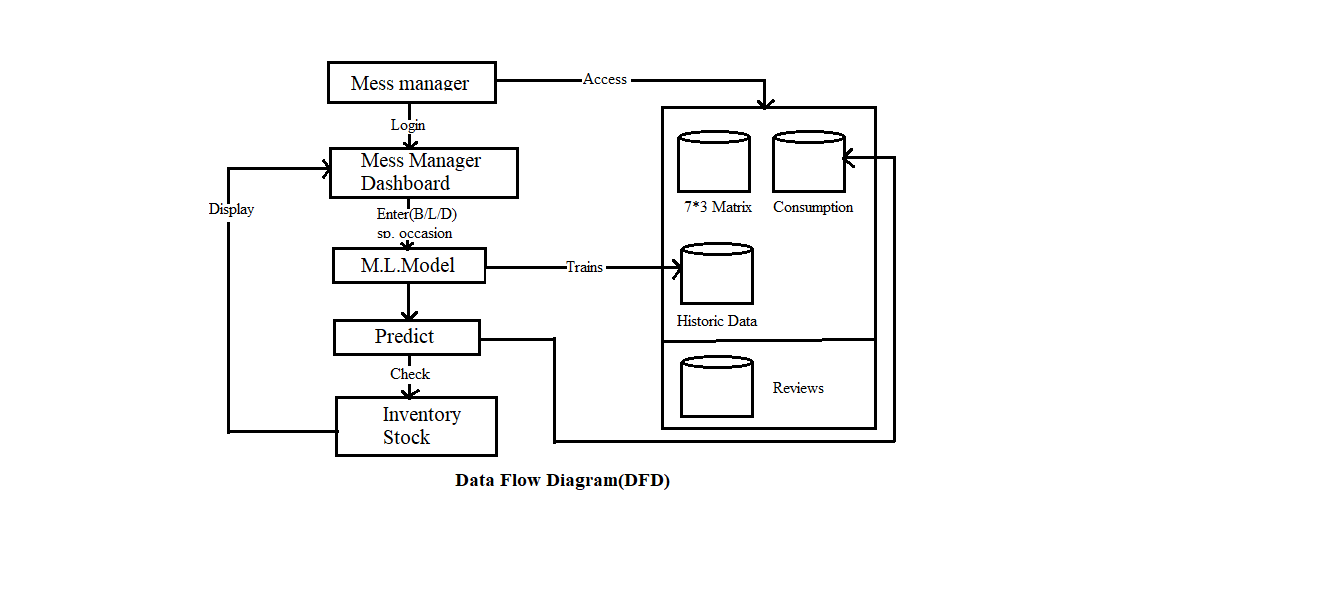 Mess manager
Access
Login
Mess Manager
Dashboard
Display
7*3 Matrix
Consumption
Enter(B/L/D)
sp. occasion
M.L.Model
Trains
Historic Data
Predict
Check
Reviews
Inventory
Stock
Data Flow Diagram(DFD)